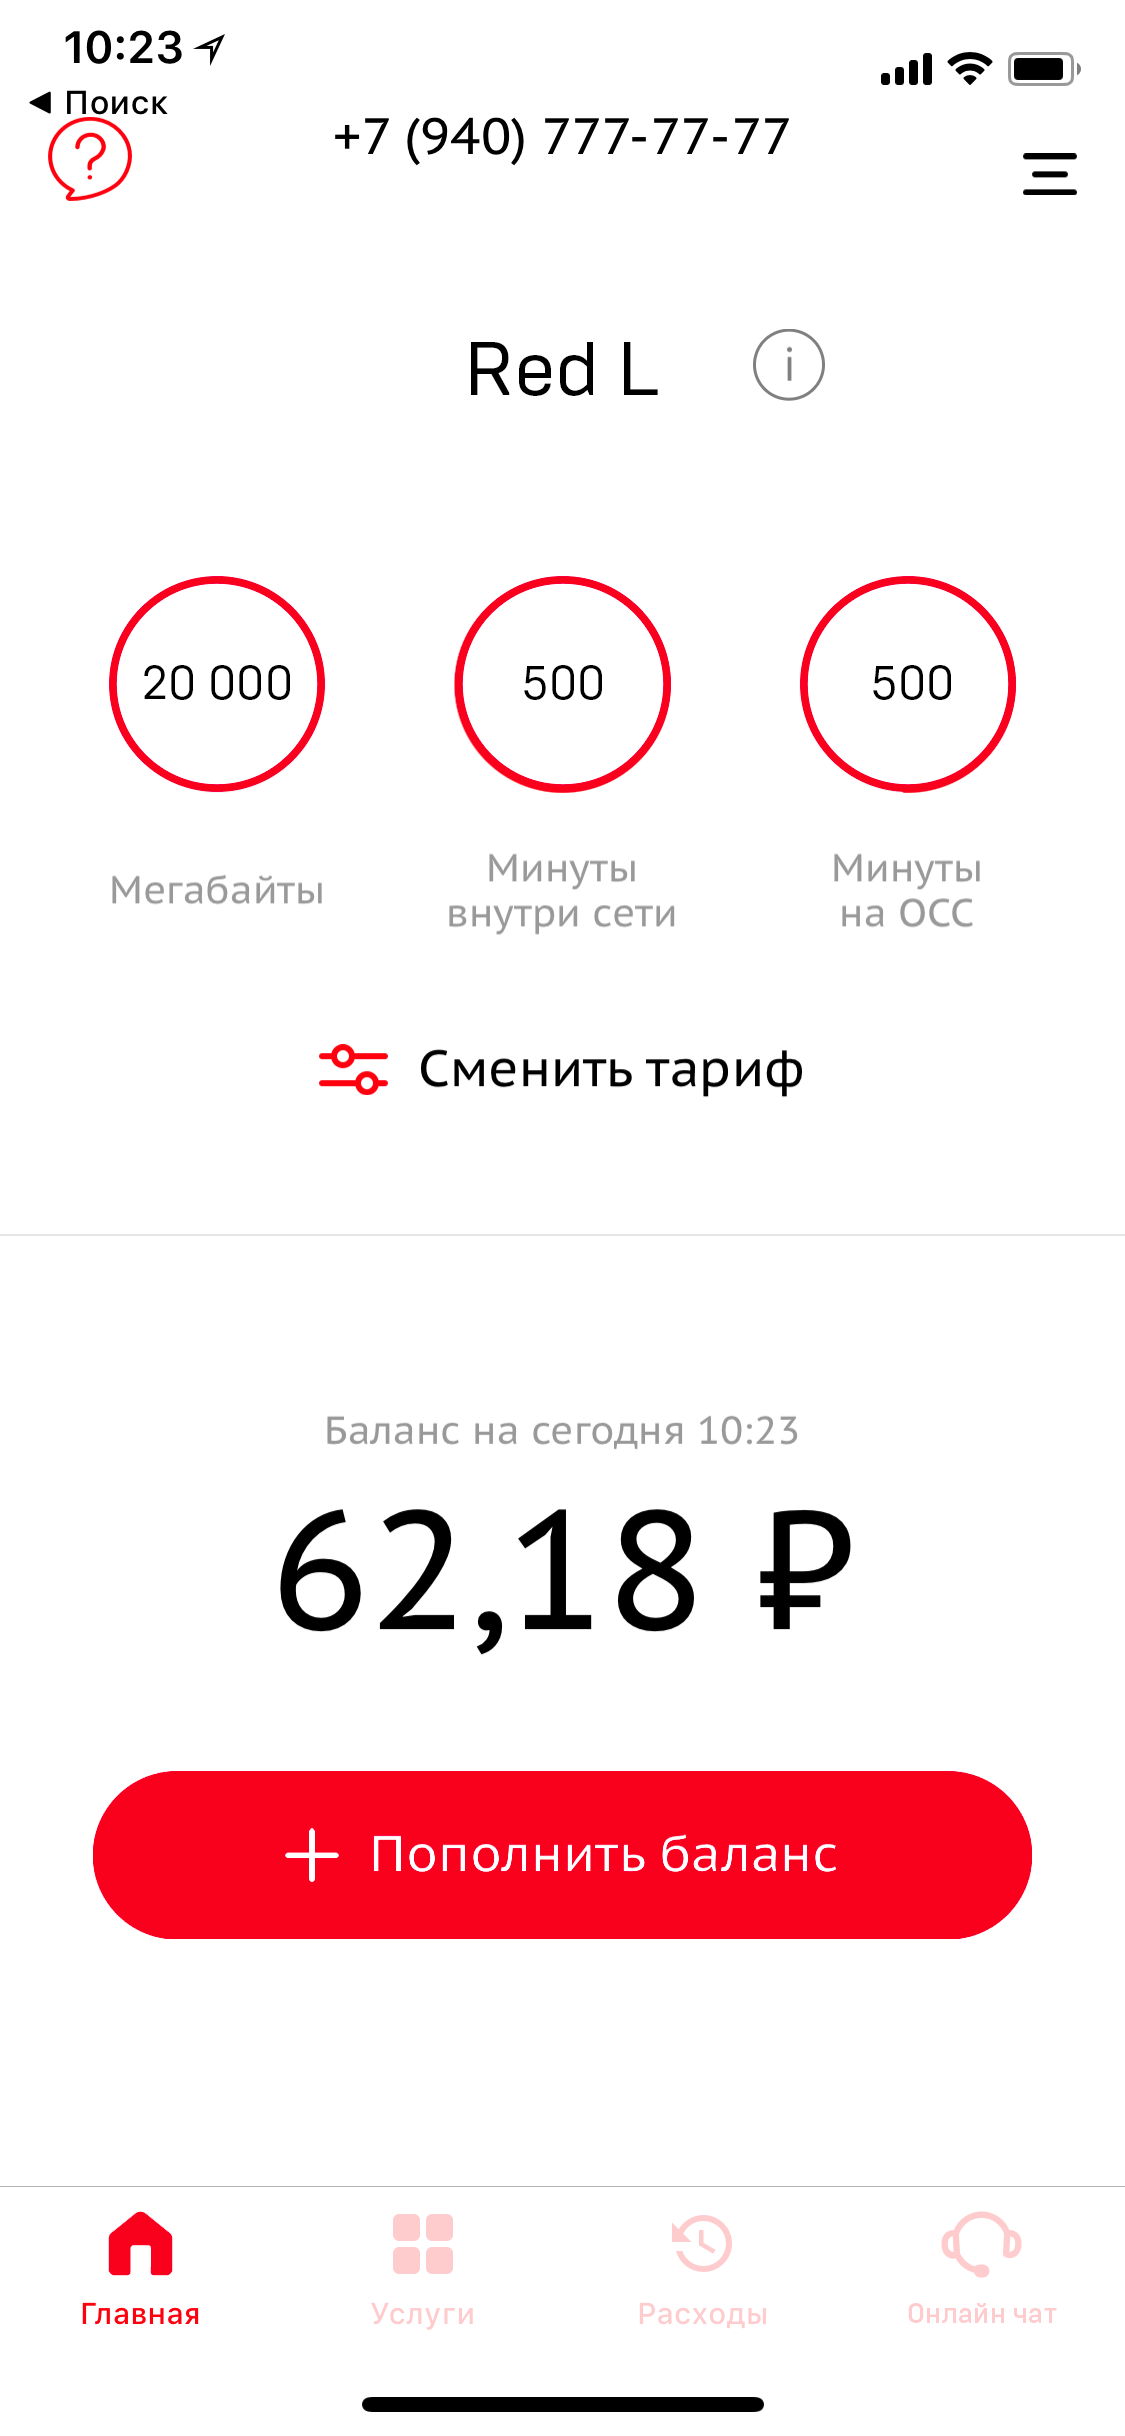 10:23
◀ Поиск
+7 (940) 777-77-77
Red L
20 000
500
500
Мегабайты
Минуты
внутри сети
Минуты
на ОСС
Сменить тариф
Баланс на сегодня 10:23
62,18 ₽
Пополнить баланс
Главная
Услуги
Расходы
Онлайн чат